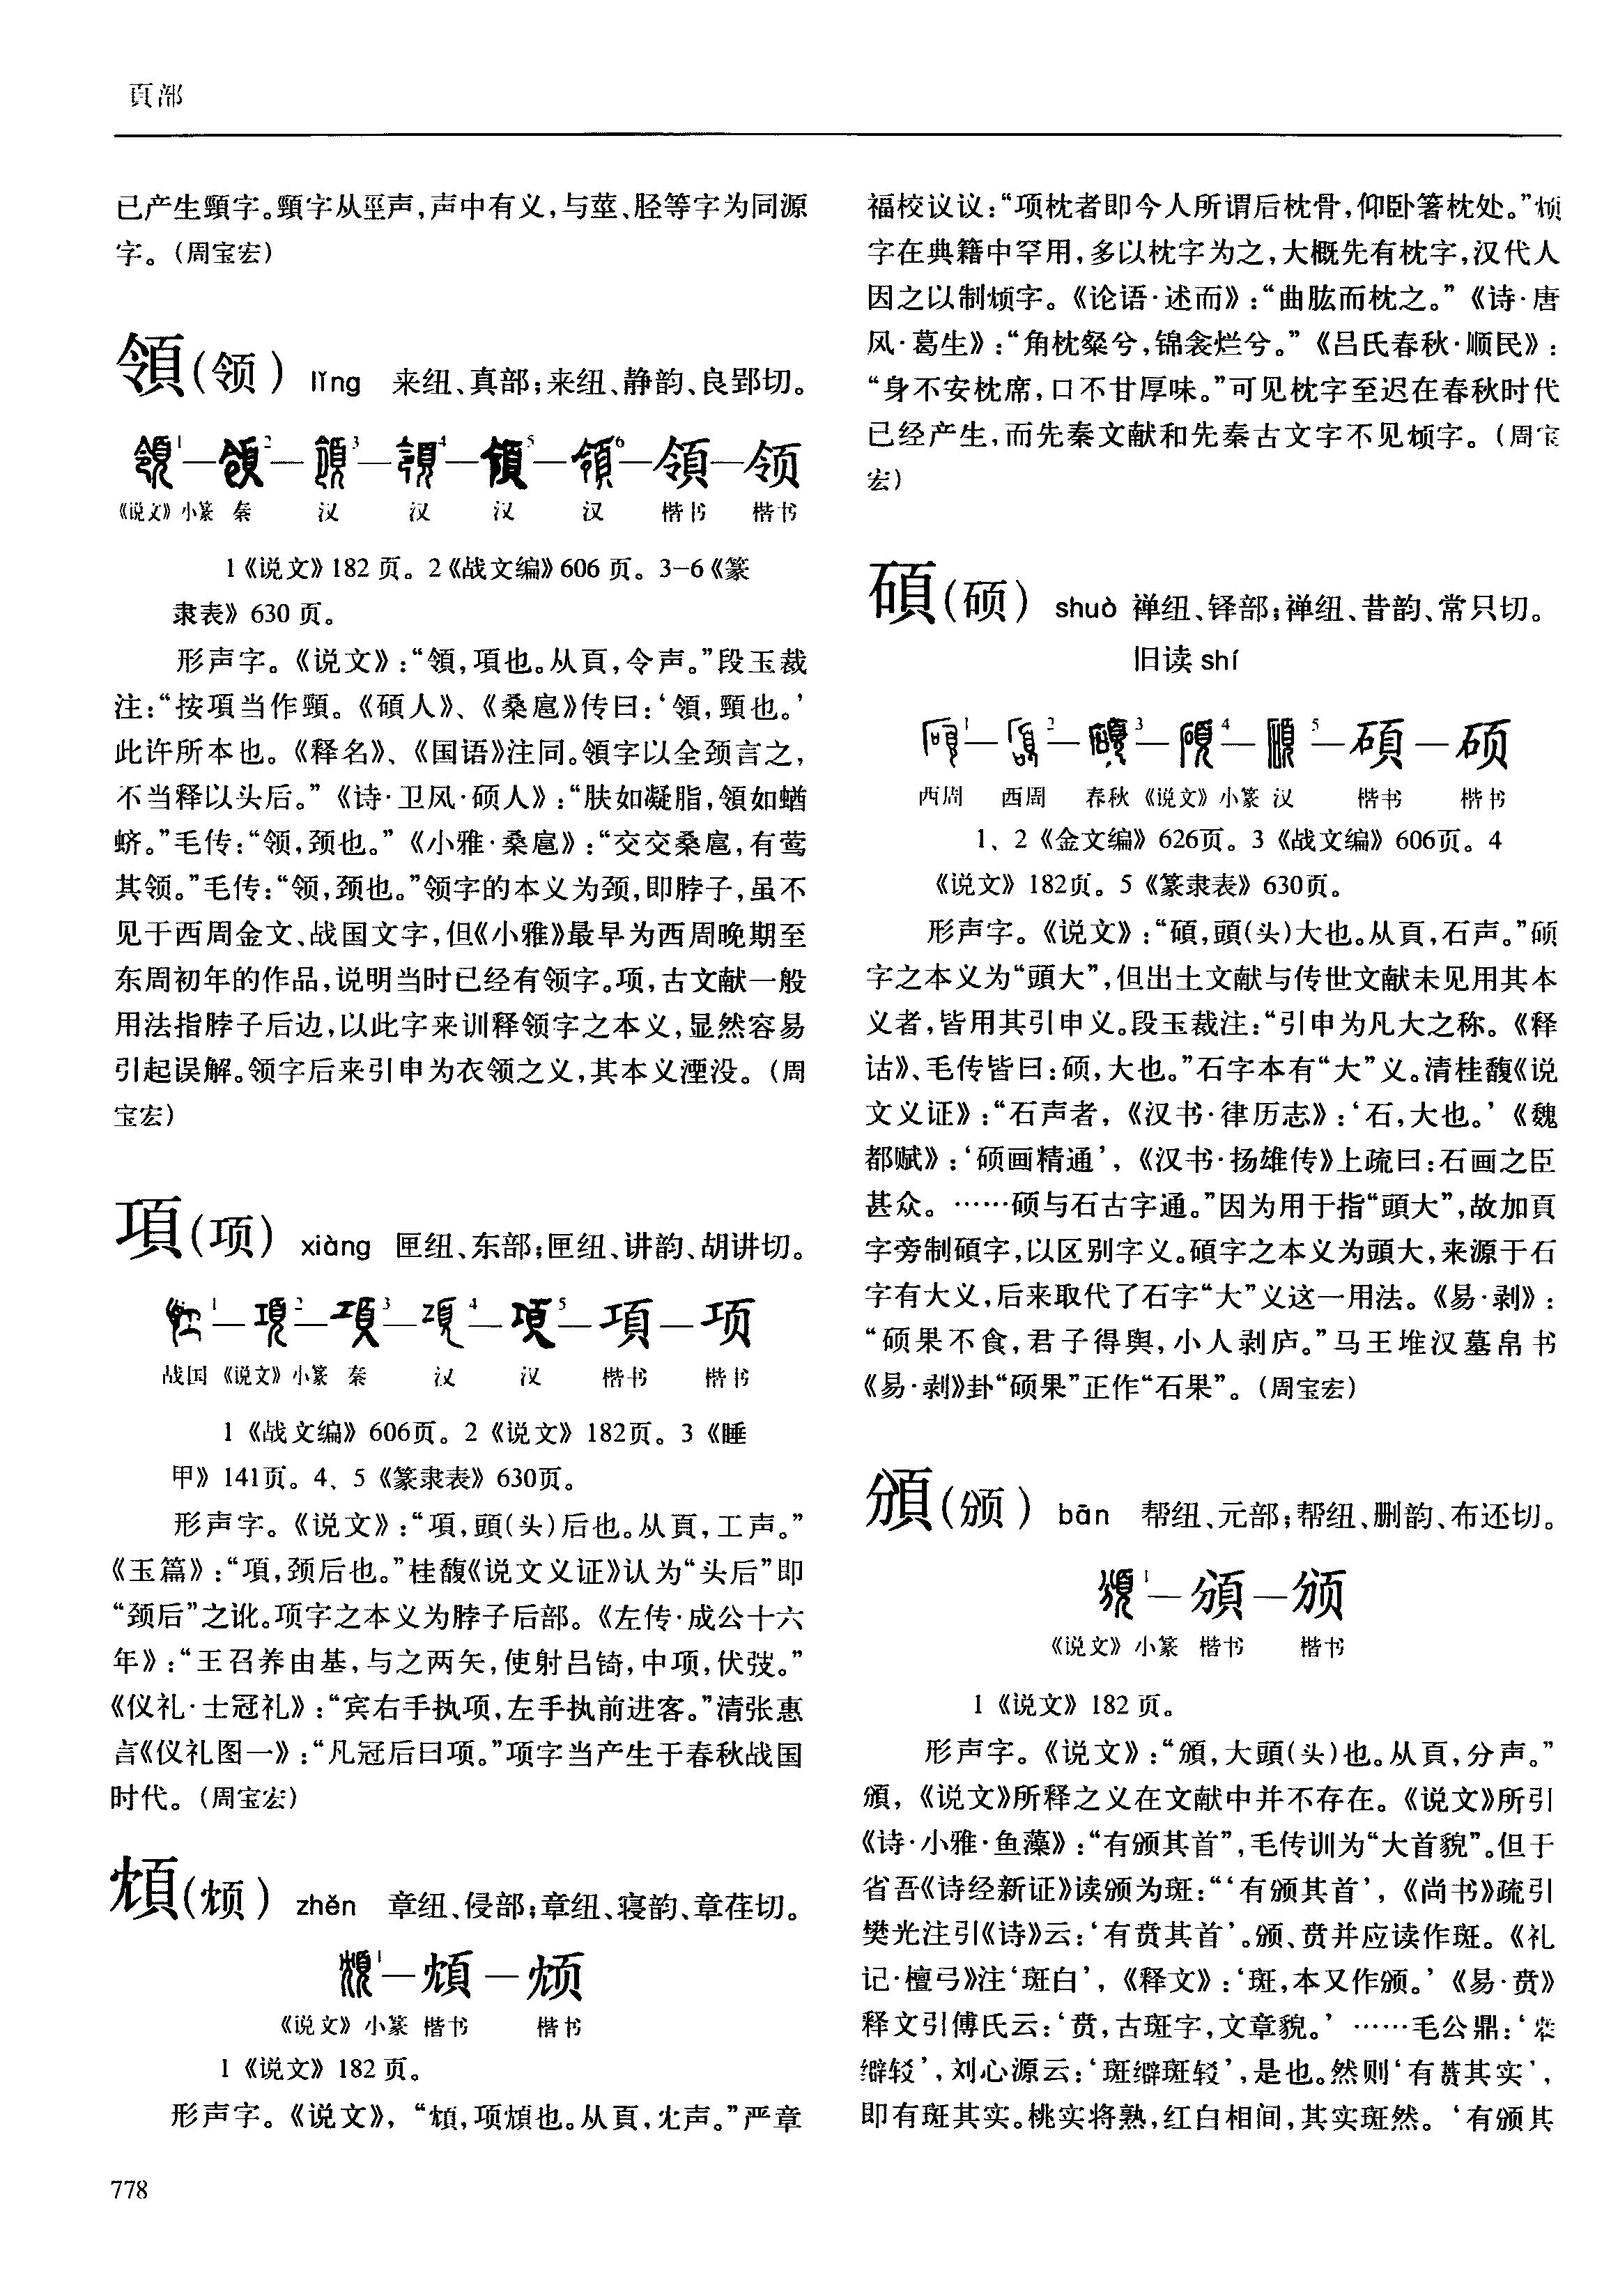 頁部
已产生頸字。頸字从巠声,声中有义,与莖、胫等字为同源
字。(周宝宏)
領(领) lǐng 来纽、真部;来纽、静韵、良郢切。
領1—領2—領3—領4—領5—領6—領—领
《说文》小篆 秦 汉 汉 汉 汉 楷书 楷书
1《说文》182 页。2《战文编》606 页。3-6《篆
隶表》630 页。
形声字。《说文》:“領,項也。从頁,令声。”段玉裁
注:“按項当作頸。《碩人》、《桑扈》传曰:‘領,頸也。’
此许所本也。《释名》、《国语》注同。領字以全颈言之,
不当释以头后。”《诗·卫风·硕人》:“肤如凝脂,領如蝤
蛴。”毛传:“领,颈也。”《小雅·桑扈》:“交交桑扈,有莺
其领。”毛传:“领,颈也。”领字的本义为颈,即脖子,虽不
见于西周金文、战国文字,但《小雅》最早为西周晚期至
东周初年的作品,说明当时已经有领字。项,古文献一般
用法指脖子后边,以此字来训释领字之本义,显然容易
引起误解。领字后来引申为衣领之义,其本义湮没。(周
宝宏)
項(项) xiàng 匣纽、东部;匣纽、讲韵、胡讲切。
項1—項2—項3—項4—項5—項—项
战国 《说文》小篆 秦 汉 汉 楷书 楷书
1《战文编》606页。2《说文》182页。3《睡
甲》141页。4、5《篆隶表》630页。
形声字。《说文》:“項,頭(头)后也。从頁,工声。”
《玉篇》:“項,颈后也。”桂馥《说文义证》认为“头后”即
“颈后”之讹。项字之本义为脖子后部。《左传·成公十六
年》:“王召养由基,与之两矢,使射吕锜,中项,伏弢。”
《仪礼·士冠礼》:“宾右手执项,左手执前进客。”清张惠
言《仪礼图一》:“凡冠后曰项。”项字当产生于春秋战国
时代。(周宝宏)
䪴(𬱟) zhěn 章纽、侵部;章纽、寝韵、章荏切。
䪴1—䪴—𬱟
《说文》小篆 楷书 楷书
1《说文》182 页。
形声字。《说文》,“䪴,项䪴也。从頁,冘声。”严章
福校议议:“项枕者即今人所谓后枕骨,仰卧箸枕处。”𬱟
字在典籍中罕用,多以枕字为之,大概先有枕字,汉代人
因之以制𬱟字。《论语·述而》:“曲肱而枕之。”《诗·唐
风·葛生》:“角枕粲兮,锦衾烂兮。”《吕氏春秋·顺民》:
“身不安枕席,口不甘厚味。”可见枕字至迟在春秋时代
已经产生,而先秦文献和先秦古文字不见𬱟字。(周宝
宏)
碩(硕) shuò 禅纽、铎部;禅纽、昔韵、常只切。
旧读 shí
碩1—碩2—碩3—碩4—碩5—碩—硕
西周 西周 春秋 《说文》小篆 汉 楷书 楷书
1、2《金文编》626页。3《战文编》606页。4
《说文》182页。5《篆隶表》630页。
形声字。《说文》:“碩,頭(头)大也。从頁,石声。”硕
字之本义为“頭大”,但出土文献与传世文献未见用其本
义者,皆用其引申义。段玉裁注:“引申为凡大之称。《释
诂》、毛传皆曰:硕,大也。”石字本有“大”义。清桂馥《说
文义证》:“石声者,《汉书·律历志》:‘石,大也。’《魏
都赋》:‘硕画精通’,《汉书·扬雄传》上疏曰:石画之臣
甚众。……硕与石古字通。”因为用于指“頭大”,故加頁
字旁制碩字,以区别字义。碩字之本义为頭大,来源于石
字有大义,后来取代了石字“大”义这一用法。《易·剥》:
“硕果不食,君子得舆,小人剥庐。”马王堆汉墓帛书
《易·剥》卦“硕果”正作“石果”。(周宝宏)
頒(颁) bān 帮纽、元部;帮纽、删韵、布还切。
頒1—頒—颁
《说文》小篆 楷书 楷书
1《说文》182 页。
形声字。《说文》:“頒,大頭(头)也。从頁,分声。”
頒,《说文》所释之义在文献中并不存在。《说文》所引
《诗·小雅·鱼藻》:“有颁其首”,毛传训为“大首貌”。但于
省吾《诗经新证》读颁为斑:“‘有颁其首’,《尚书》疏引
樊光注引《诗》云:‘有贲其首’。颁、贲并应读作斑。《礼
记·檀弓》注‘斑白’,《释文》:‘斑,本又作颁。’《易·贲》
释文引傅氏云:‘贲,古斑字,文章貌。’……毛公鼎:‘𠦪
缛较’,刘心源云:‘斑缛斑较’,是也。然则‘有蕡其实’,
即有斑其实。桃实将熟,红白相间,其实斑然。‘有颁其
778